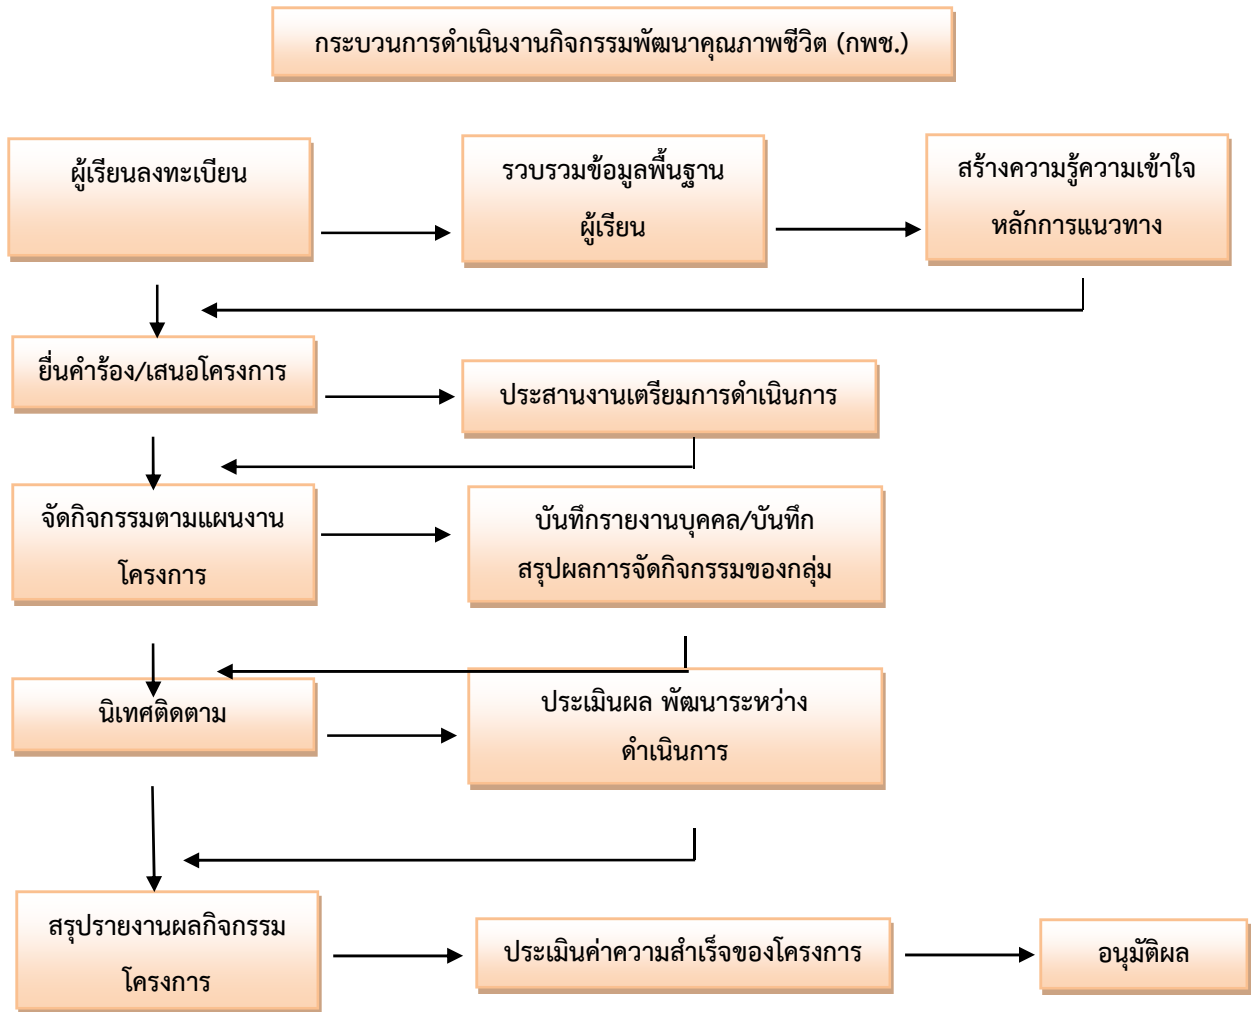 กระบวนการดำเนินงานกิจกรรมพัฒนาคุณภาพชีวิต (กพช.)
ผู้เรียนลงทะเบียน
รวบรวมข้อมูลพื้นฐาน
ผู้เรียน
สร้างความรู้ความเข้าใจ
หลักการแนวทาง
ยื่นคำร้อง/เสนอโครงการ
ประสานงานเตรียมการดำเนินการ
จัดกิจกรรมตามแผนงาน
โครงการ
บันทึกรายงานบุคคล/บันทึก
สรุปผลการจัดกิจกรรมของกลุ่ม
นิเทศติดตาม
ประเมินผล พัฒนาระหว่าง
ดำเนินการ
สรุปรายงานผลกิจกรรม
โครงการ
ประเมินค่าความสำเร็จของโครงการ
อนุมัติผล